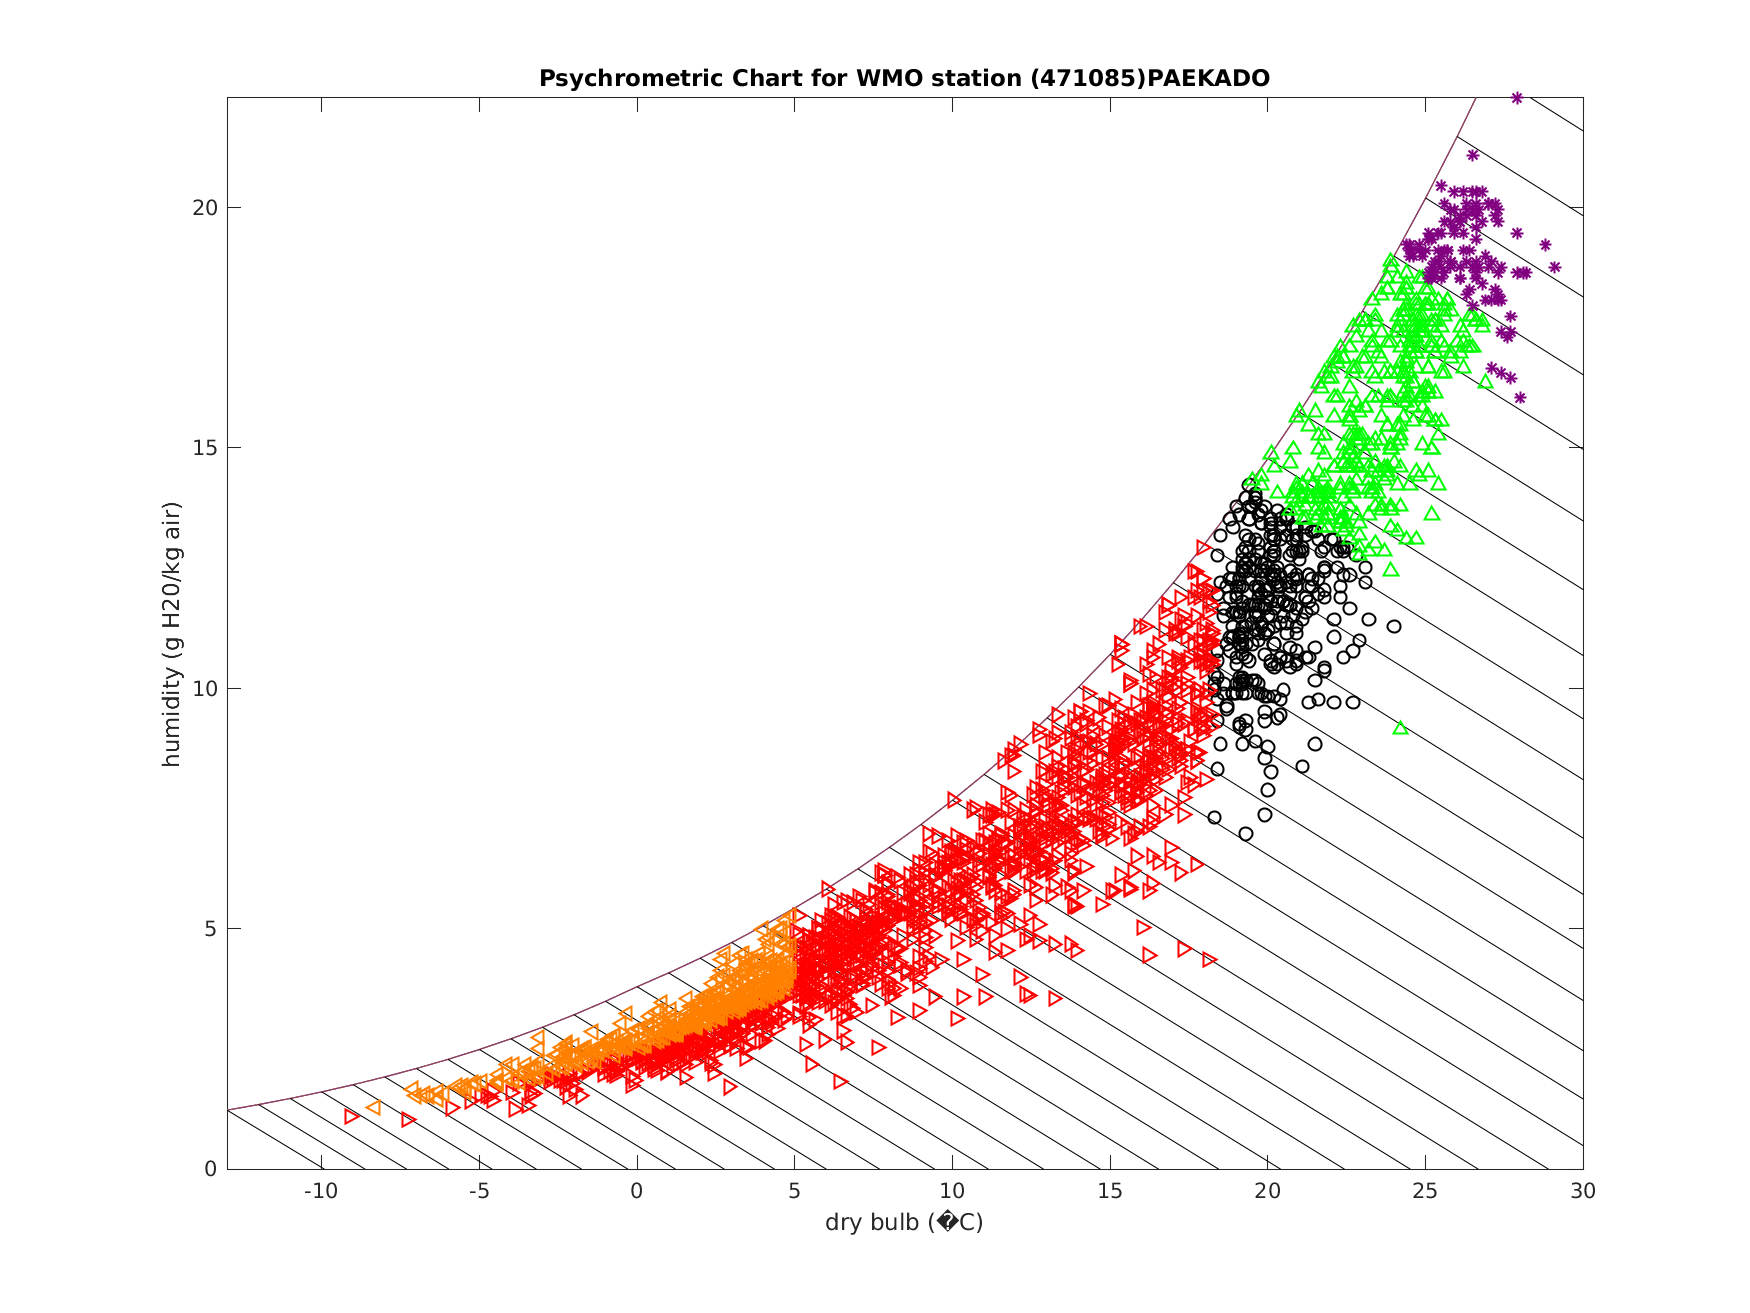 Psychrometric Chart for WMO station (471085)PAEKADO
20
15
10
5
0
humidity (g H20/kg air)
-10 -5 0 5 10 15 20 25 30
dry bulb (�C)